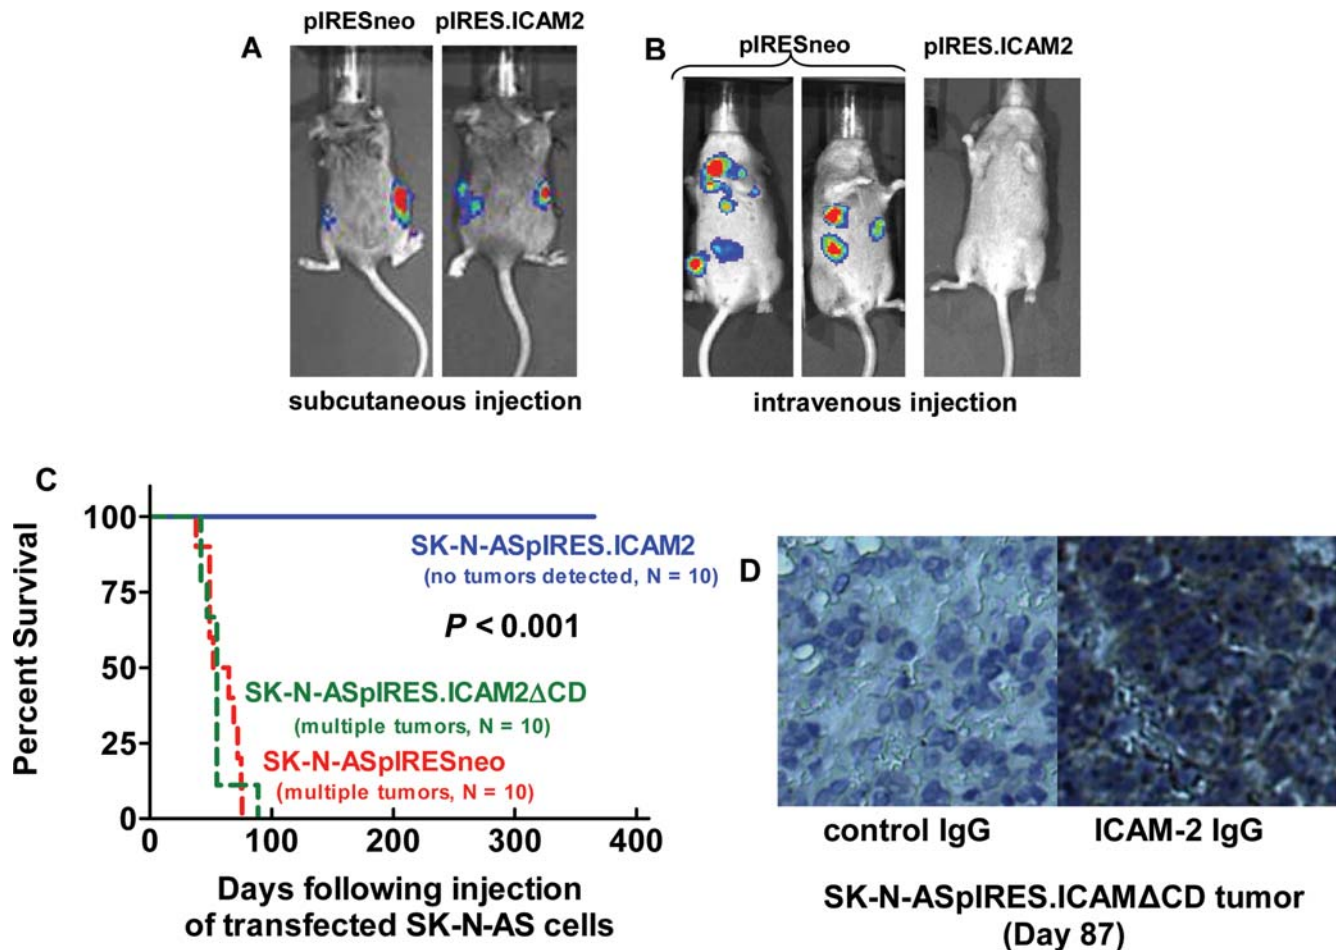 A
pIRESneo pIRES.ICAM2
subcutaneous injection
B
pIRESneo
pIRES.ICAM2
intravenous injection
C
Percent Survival
100
75
50
25
0
0 100 200 300 400
SK-N-ASpIRES.ICAM2
(no tumors detected, N = 10)
P < 0.001
SK-N-ASpIRES.ICAM2ΔCD
(multiple tumors, N = 10)
SK-N-ASpIRESneo
(multiple tumors, N = 10)
Days following injection
of transfected SK-N-AS cells
D
control IgG ICAM-2 IgG
SK-N-ASpIRES.ICAMΔCD tumor
(Day 87)